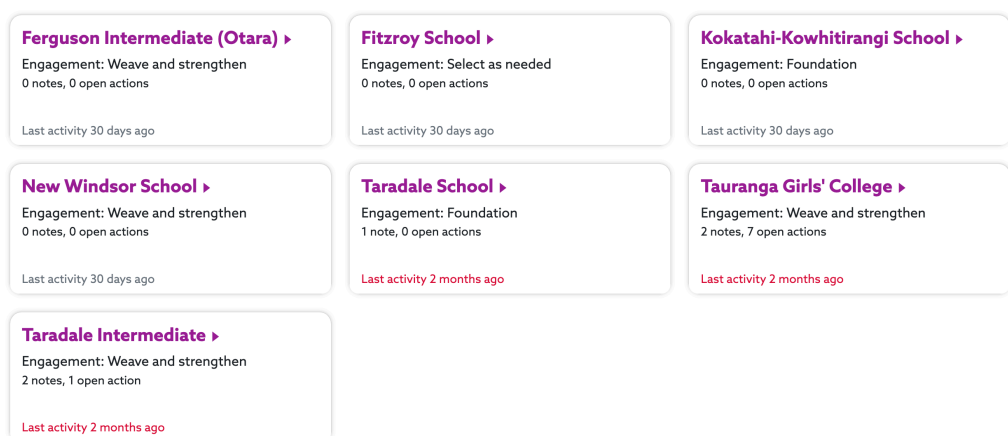 Ferguson Intermediate (Otara)
Engagement: Weave and strengthen
0 notes, 0 open actions
Last activity 30 days ago
Fitzroy School
Engagement: Select as needed
0 notes, 0 open actions
Last activity 30 days ago
Kokatahi-Kowhitirangi School
Engagement: Foundation
0 notes, 0 open actions
Last activity 30 days ago
New Windsor School
Engagement: Weave and strengthen
0 notes, 0 open actions
Last activity 30 days ago
Taradale School
Engagement: Foundation
1 note, 0 open actions
Last activity 2 months ago
Tauranga Girls' College
Engagement: Weave and strengthen
2 notes, 7 open actions
Last activity 2 months ago
Taradale Intermediate
Engagement: Weave and strengthen
2 notes, 1 open action
Last activity 2 months ago